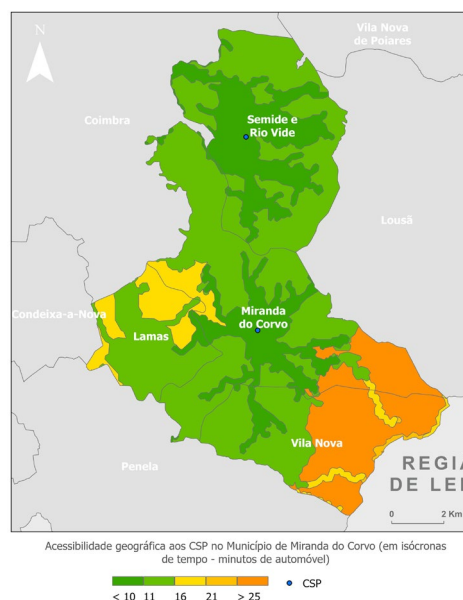 N
Vila Nova
de Poiares
Coimbra
Semide e
Rio Vide
Lousã
Condeixa-a-Nova
Miranda
do Corvo
Lamas
Vila Nova
Penela
REGIÃ
DE LEI
0 2 Km
Acessibilidade geográfica aos CSP no Município de Miranda do Corvo (em isócronas
de tempo - minutos de automóvel)
CSP
< 10 11 16 21 > 25